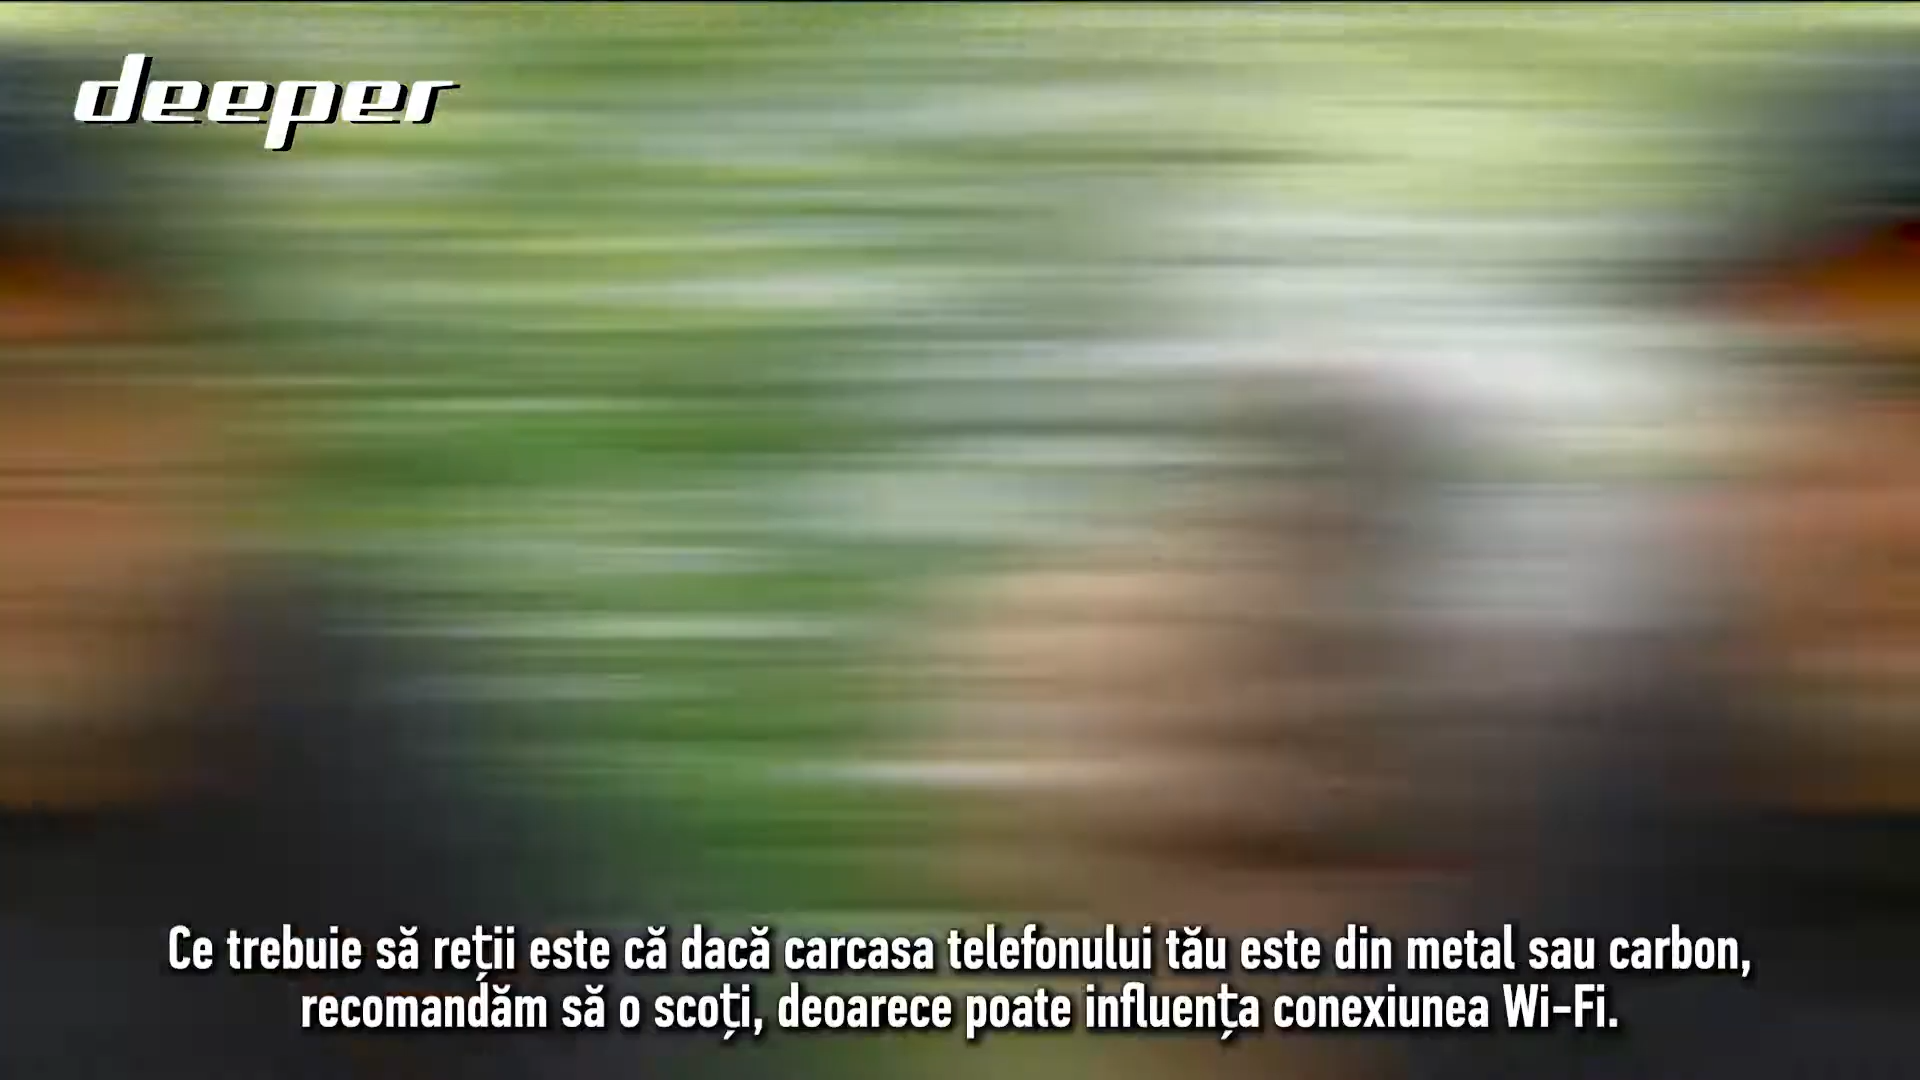 deeper
Ce trebuie să reții este că dacă carcasa telefonului tău este din metal sau carbon,
recomandăm să o scoți, deoarece poate influența conexiunea Wi-Fi.